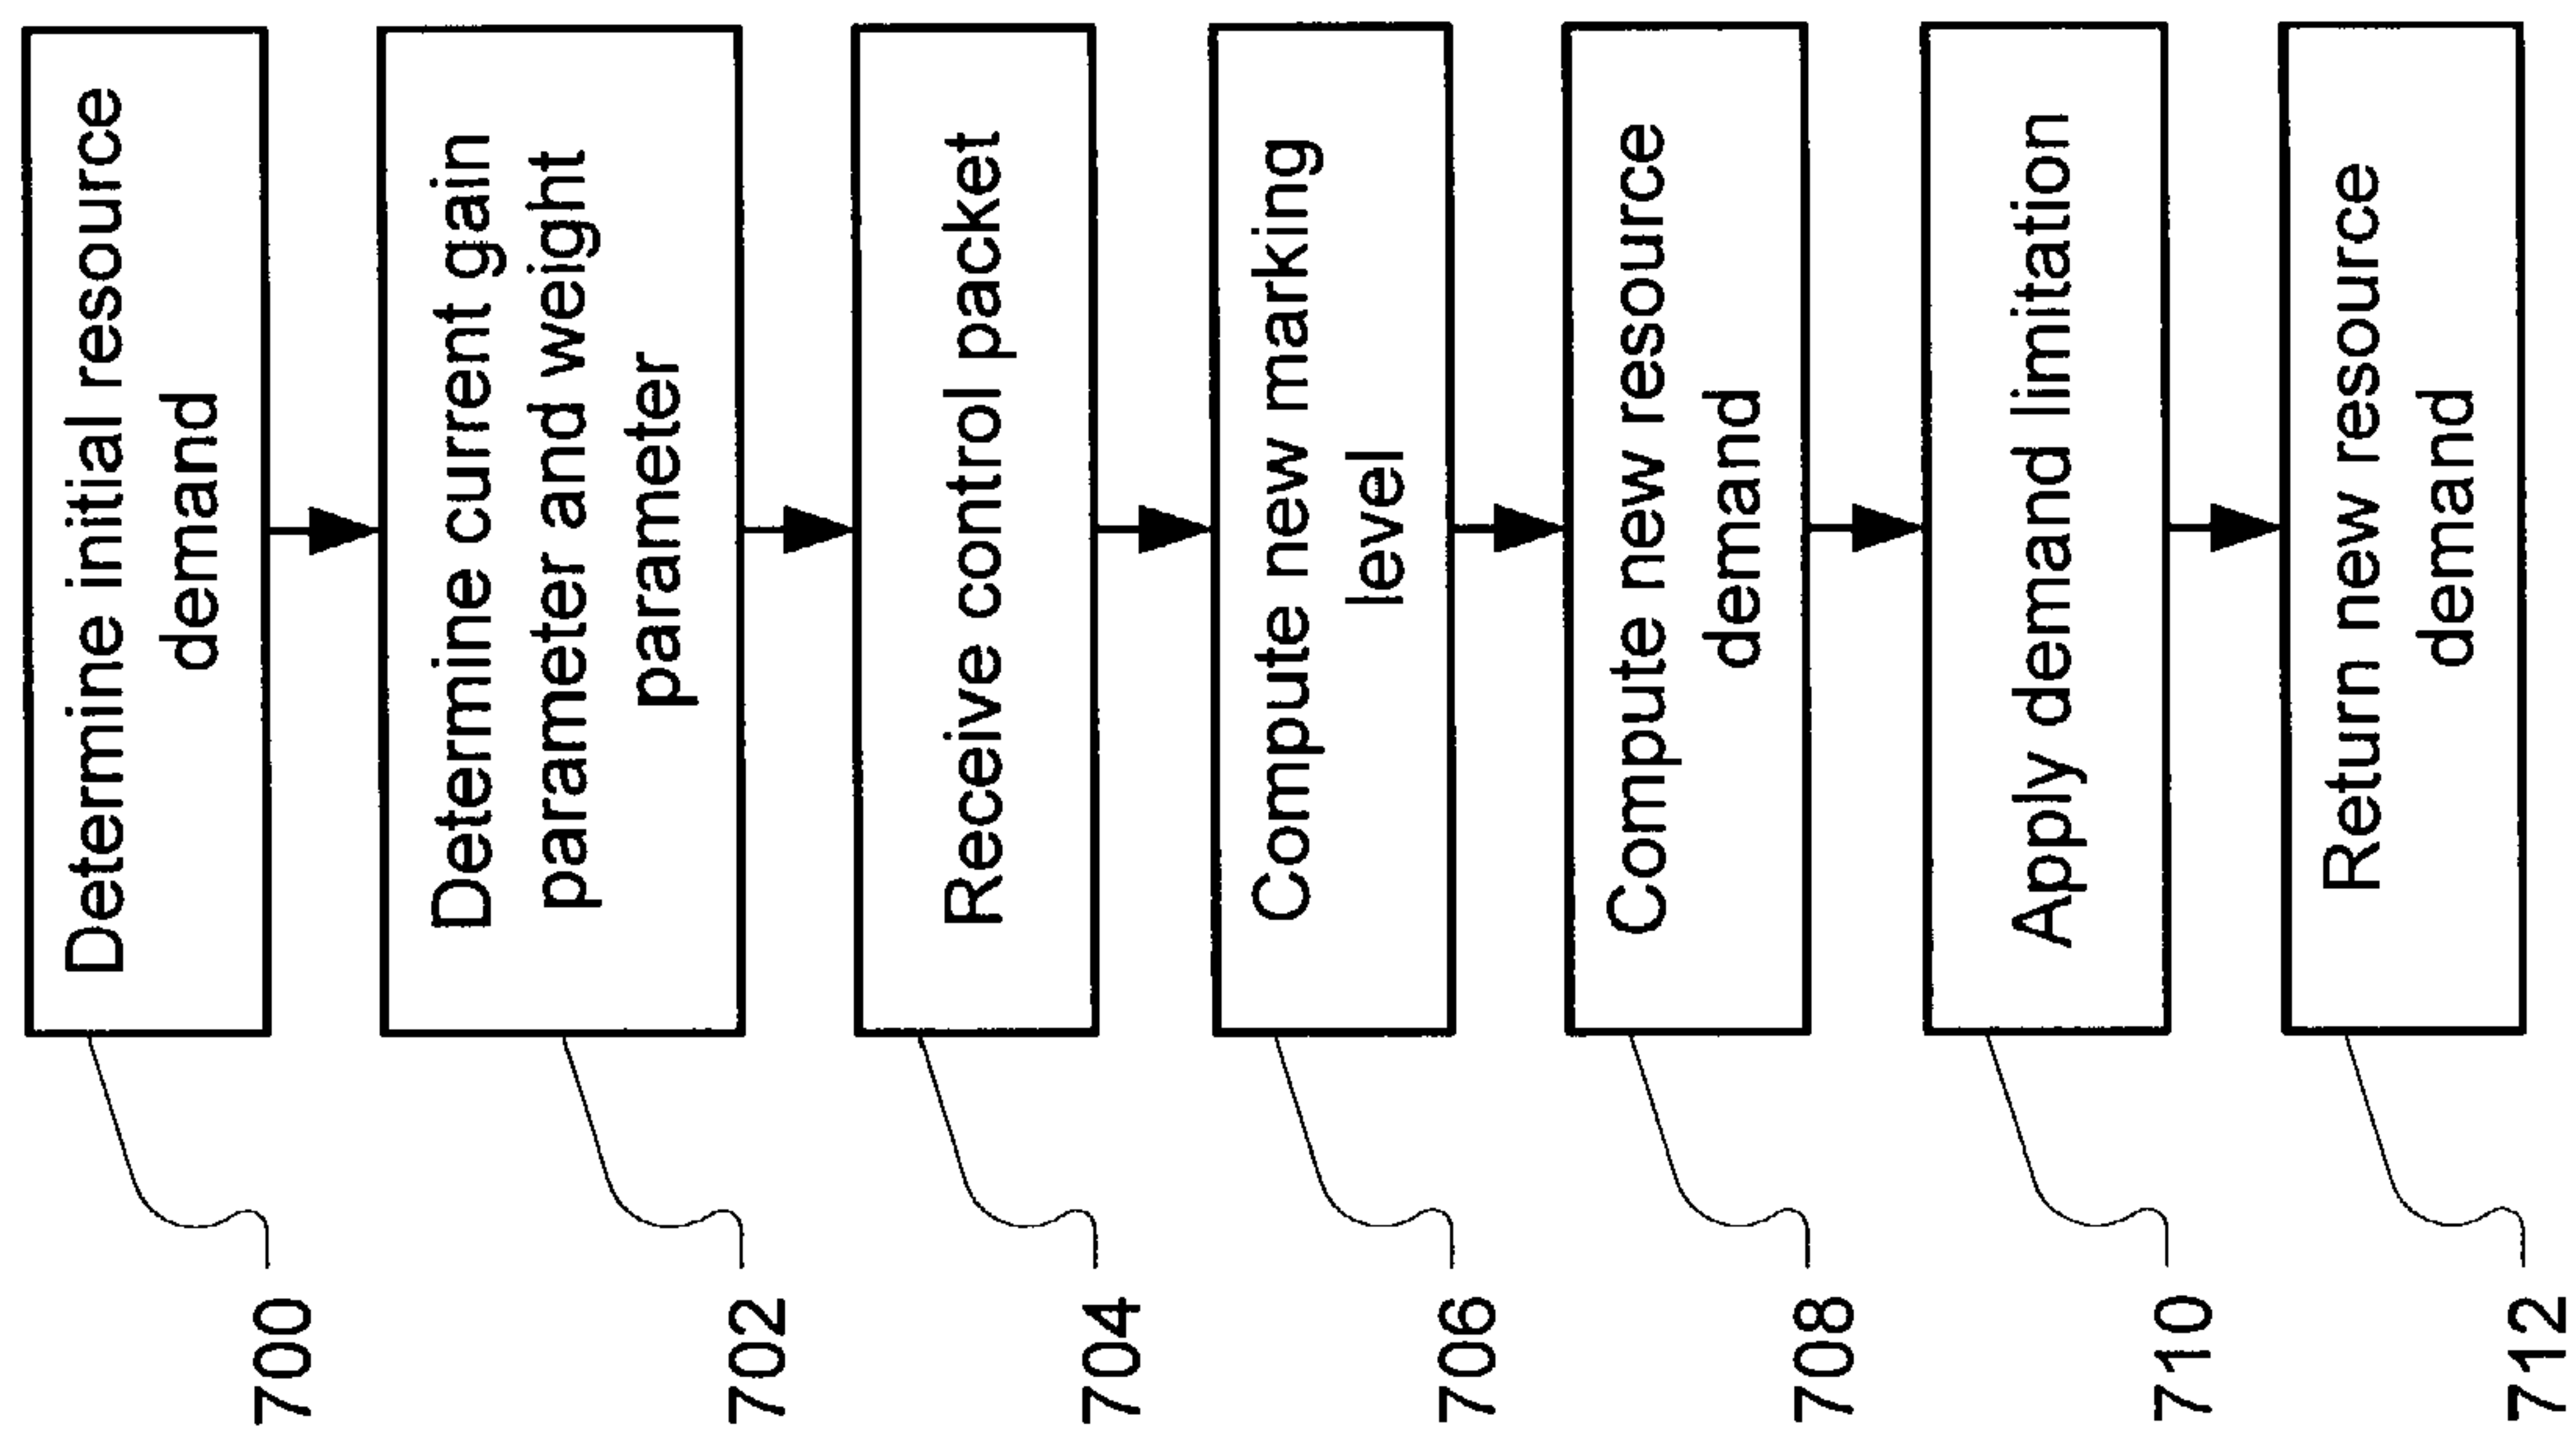 700
Determine initial resource
demand
702
Determine current gain
parameter and weight
parameter
704
Receive control packet
706
Compute new marking
level
708
Compute new resource
demand
710
Apply demand limitation
712
Return new resource
demand